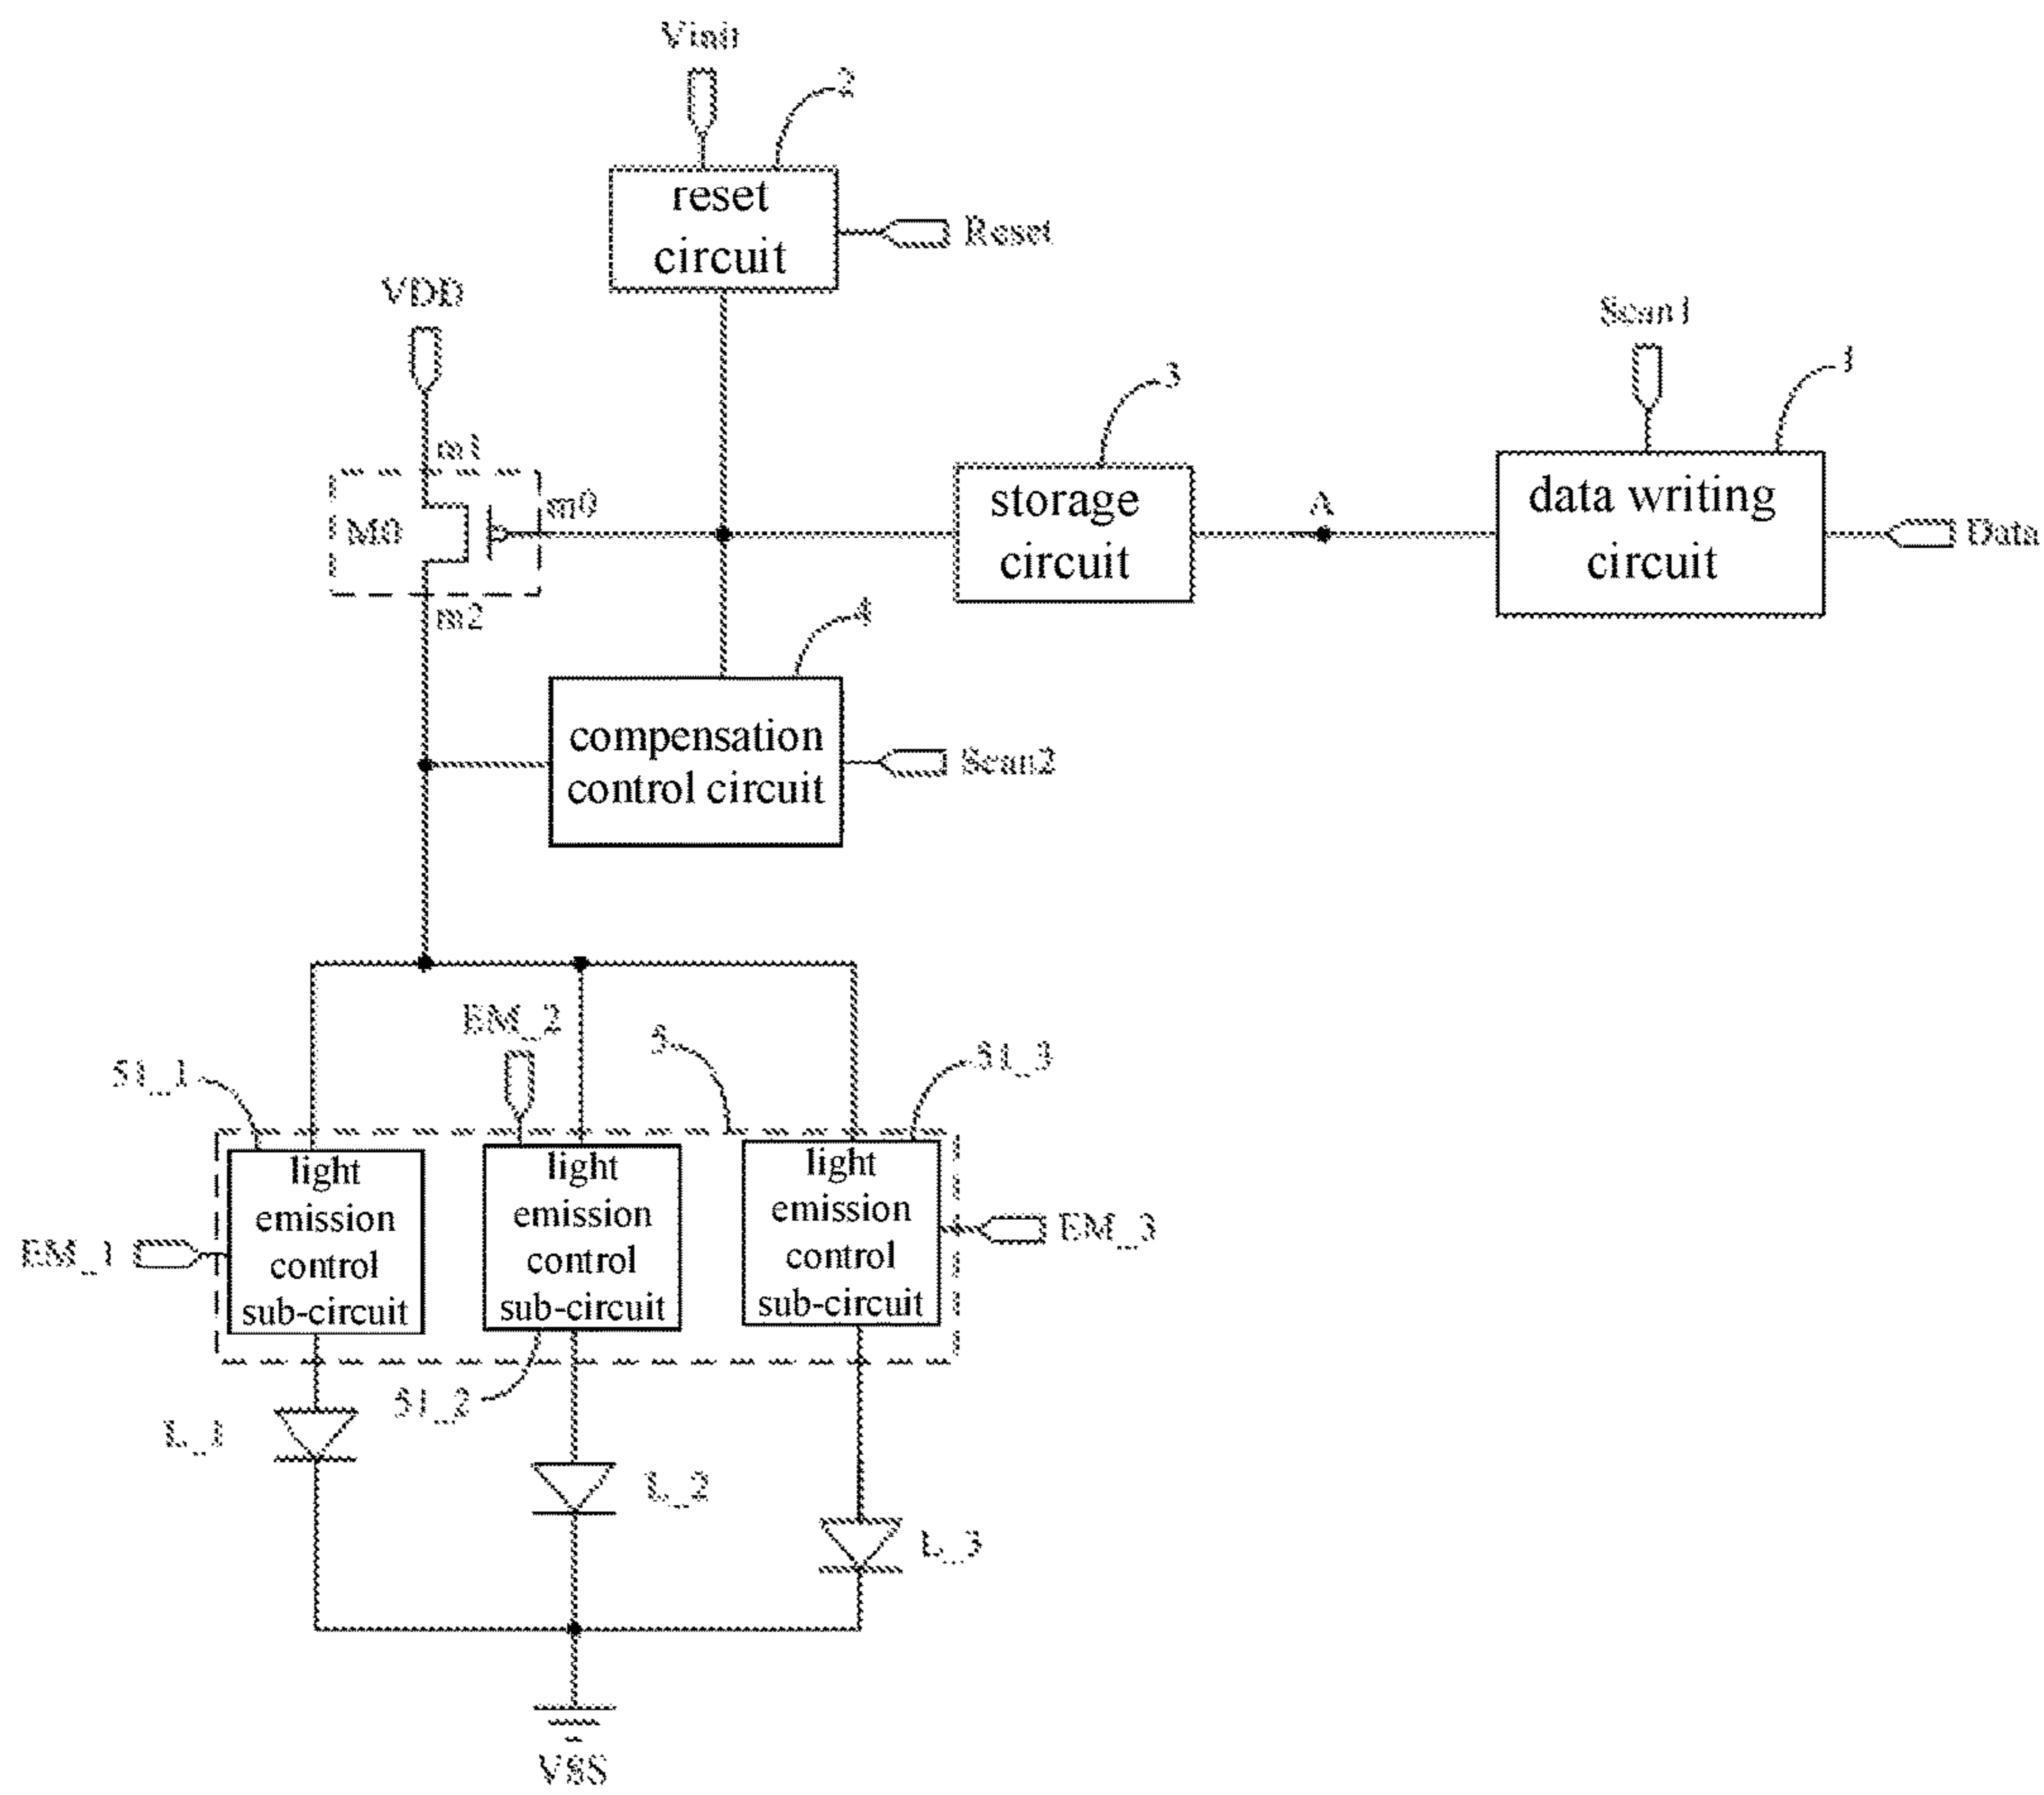 2
reset
circuit
Reset
VDD
Scan1
1
3
m1
m0
M0
storage
circuit
A
data writing
circuit
Data
m2
4
compensation
control circuit
Scan2
EM_2
5
51_1
51_3
light
emission
control
sub-circuit
light
emission
control
sub-circuit
light
emission
control
sub-circuit
EM_1
EM_3
51_2
L_1
L_2
L_3
VSS